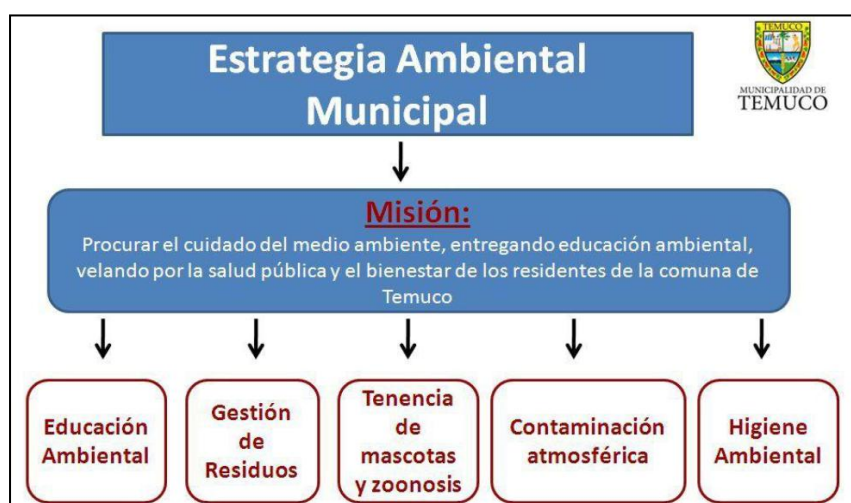 Estrategia Ambiental
Municipal
TEMUCO
MUNICIPALIDAD DE
TEMUCO
Misión:
Procurar el cuidado del medio ambiente, entregando educación ambiental,
velando por la salud pública y el bienestar de los residentes de la comuna de
Temuco
Educación
Ambiental
Gestión
de
Residuos
Tenencia
de
mascotas
y zoonosis
Contaminación
atmosférica
Higiene
Ambiental